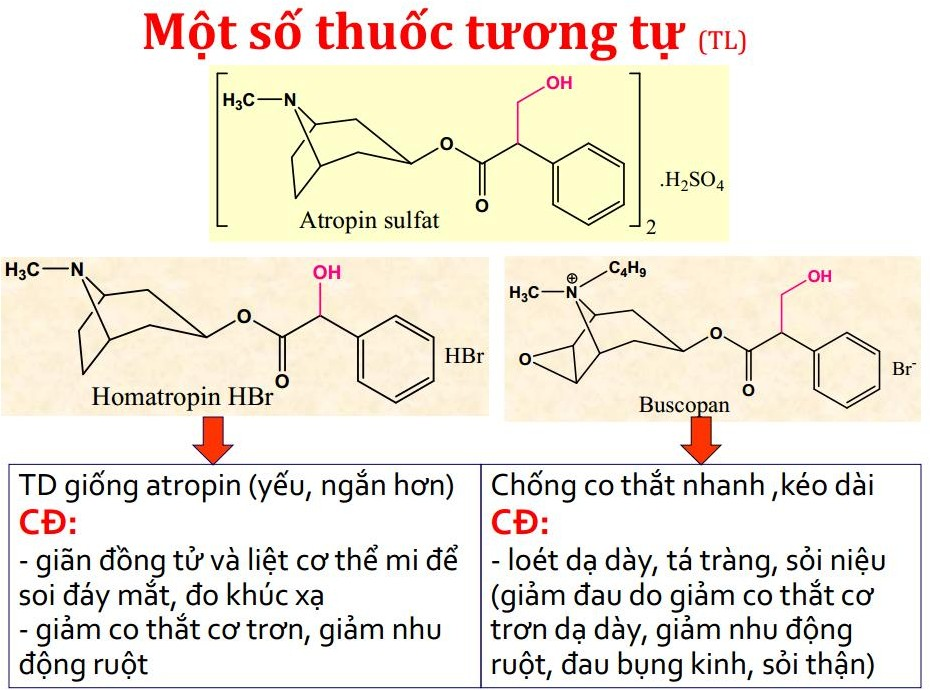 Một số thuốc tương tự (TL)
OH
H₃C N
O
O
.H₂SO₄
Atropin sulfat
2
H₃C N
OH
O
O
HBr
Homatropin HBr
⊕ C₄H₉
H₃C N
OH
O
O
O
Br⁻
Buscopan
TD giống atropin (yếu, ngắn hơn)
CĐ:
- giãn đồng tử và liệt cơ thể mi để
soi đáy mắt, đo khúc xạ
- giảm co thắt cơ trơn, giảm nhu
động ruột
Chống co thắt nhanh ,kéo dài
CĐ:
- loét dạ dày, tá tràng, sỏi niệu
(giảm đau do giảm co thắt cơ
trơn dạ dày, giảm nhu động
ruột, đau bụng kinh, sỏi thận)